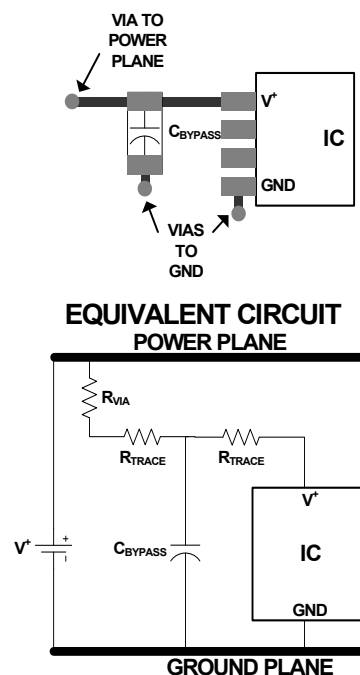 VIA TO
POWER
PLANE
V+
CBYPASS
IC
GND
VIAS
TO
GND
EQUIVALENT CIRCUIT
POWER PLANE
RVIA
RTRACE
RTRACE
V+
V+
+
-
CBYPASS
IC
GND
GROUND PLANE